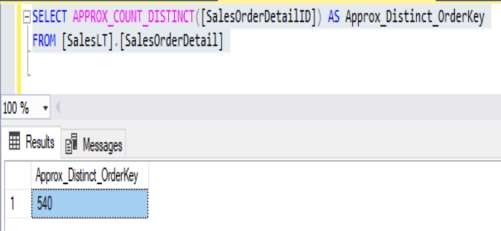 SELECT APPROX_COUNT_DISTINCT([SalesOrderDetailID]) AS Approx_Distinct_OrderKey
FROM [SalesLT].[SalesOrderDetail]
100 %
Results Messages
Approx_Distinct_OrderKey
1 540